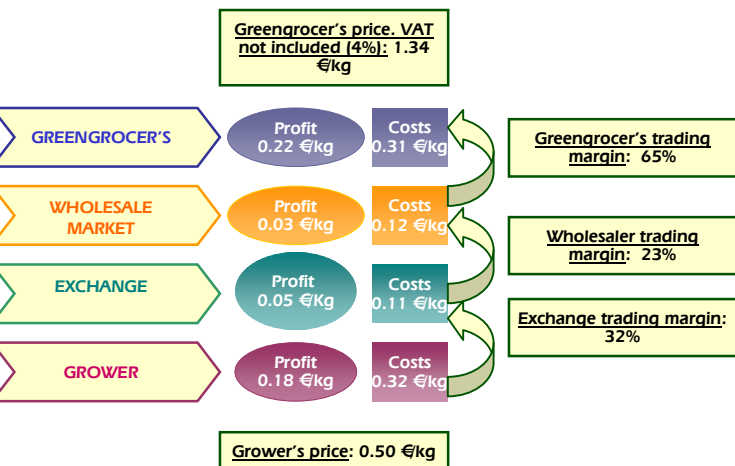 Greengrocer's price. VAT
not included (4%): 1.34
€/kg
GREENGROCER'S
Profit
0.22 €/kg
Costs
0.31 €/kg
Greengrocer's trading
margin: 65%
WHOLESALE
MARKET
Profit
0.03 €/kg
Costs
0.12 €/kg
Wholesaler trading
margin: 23%
EXCHANGE
Profit
0.05 €/Kg
Costs
0.11 €/kg
Exchange trading margin:
32%
GROWER
Profit
0.18 €/kg
Costs
0.32 €/kg
Grower's price: 0.50 €/kg